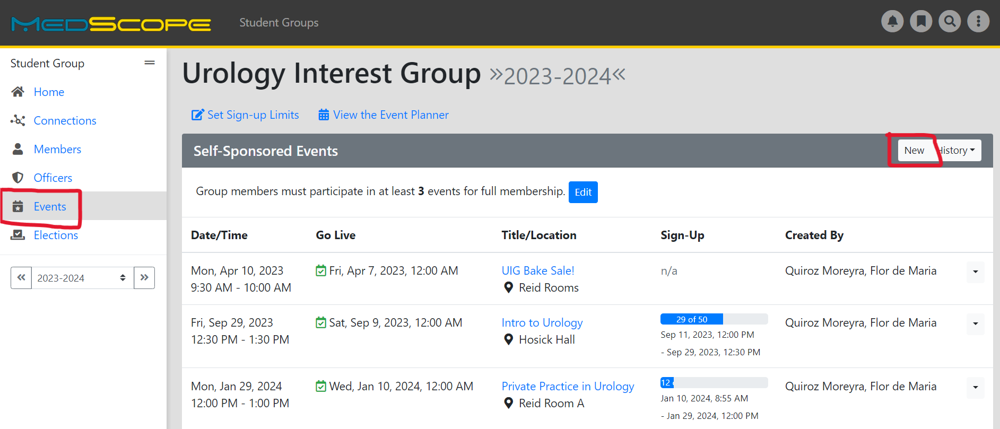 MEDSCOPE Student Groups
Student Group
Home
Connections
Members
Officers
Events
Elections
2023-2024
Urology Interest Group »2023-2024«
Set Sign-up Limits View the Event Planner
Self-Sponsored Events New History
Group members must participate in at least 3 events for full membership. Edit
Date/Time Go Live Title/Location Sign-Up Created By
Mon, Apr 10, 2023 Fri, Apr 7, 2023, 12:00 AM UIG Bake Sale! n/a Quiroz Moreyra, Flor de Maria
9:30 AM - 10:00 AM Reid Rooms
Fri, Sep 29, 2023 Sat, Sep 9, 2023, 12:00 AM Intro to Urology 29 of 50 Quiroz Moreyra, Flor de Maria
12:30 PM - 1:30 PM Hosick Hall Sep 11, 2023, 12:00 PM
- Sep 29, 2023, 12:30 PM
Mon, Jan 29, 2024 Wed, Jan 10, 2024, 12:00 AM Private Practice in Urology 12 Quiroz Moreyra, Flor de Maria
12:00 PM - 1:00 PM Reid Room A Jan 10, 2024, 8:55 AM
- Jan 29, 2024, 12:00 PM